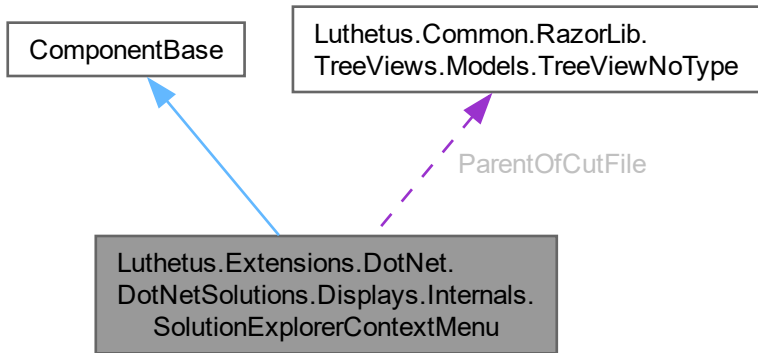 ComponentBase
Luthetus.Common.RazorLib.
TreeViews.Models.TreeViewNoType
ParentOfCutFile
Luthetus.Extensions.DotNet.
DotNetSolutions.Displays.Internals.
SolutionExplorerContextMenu